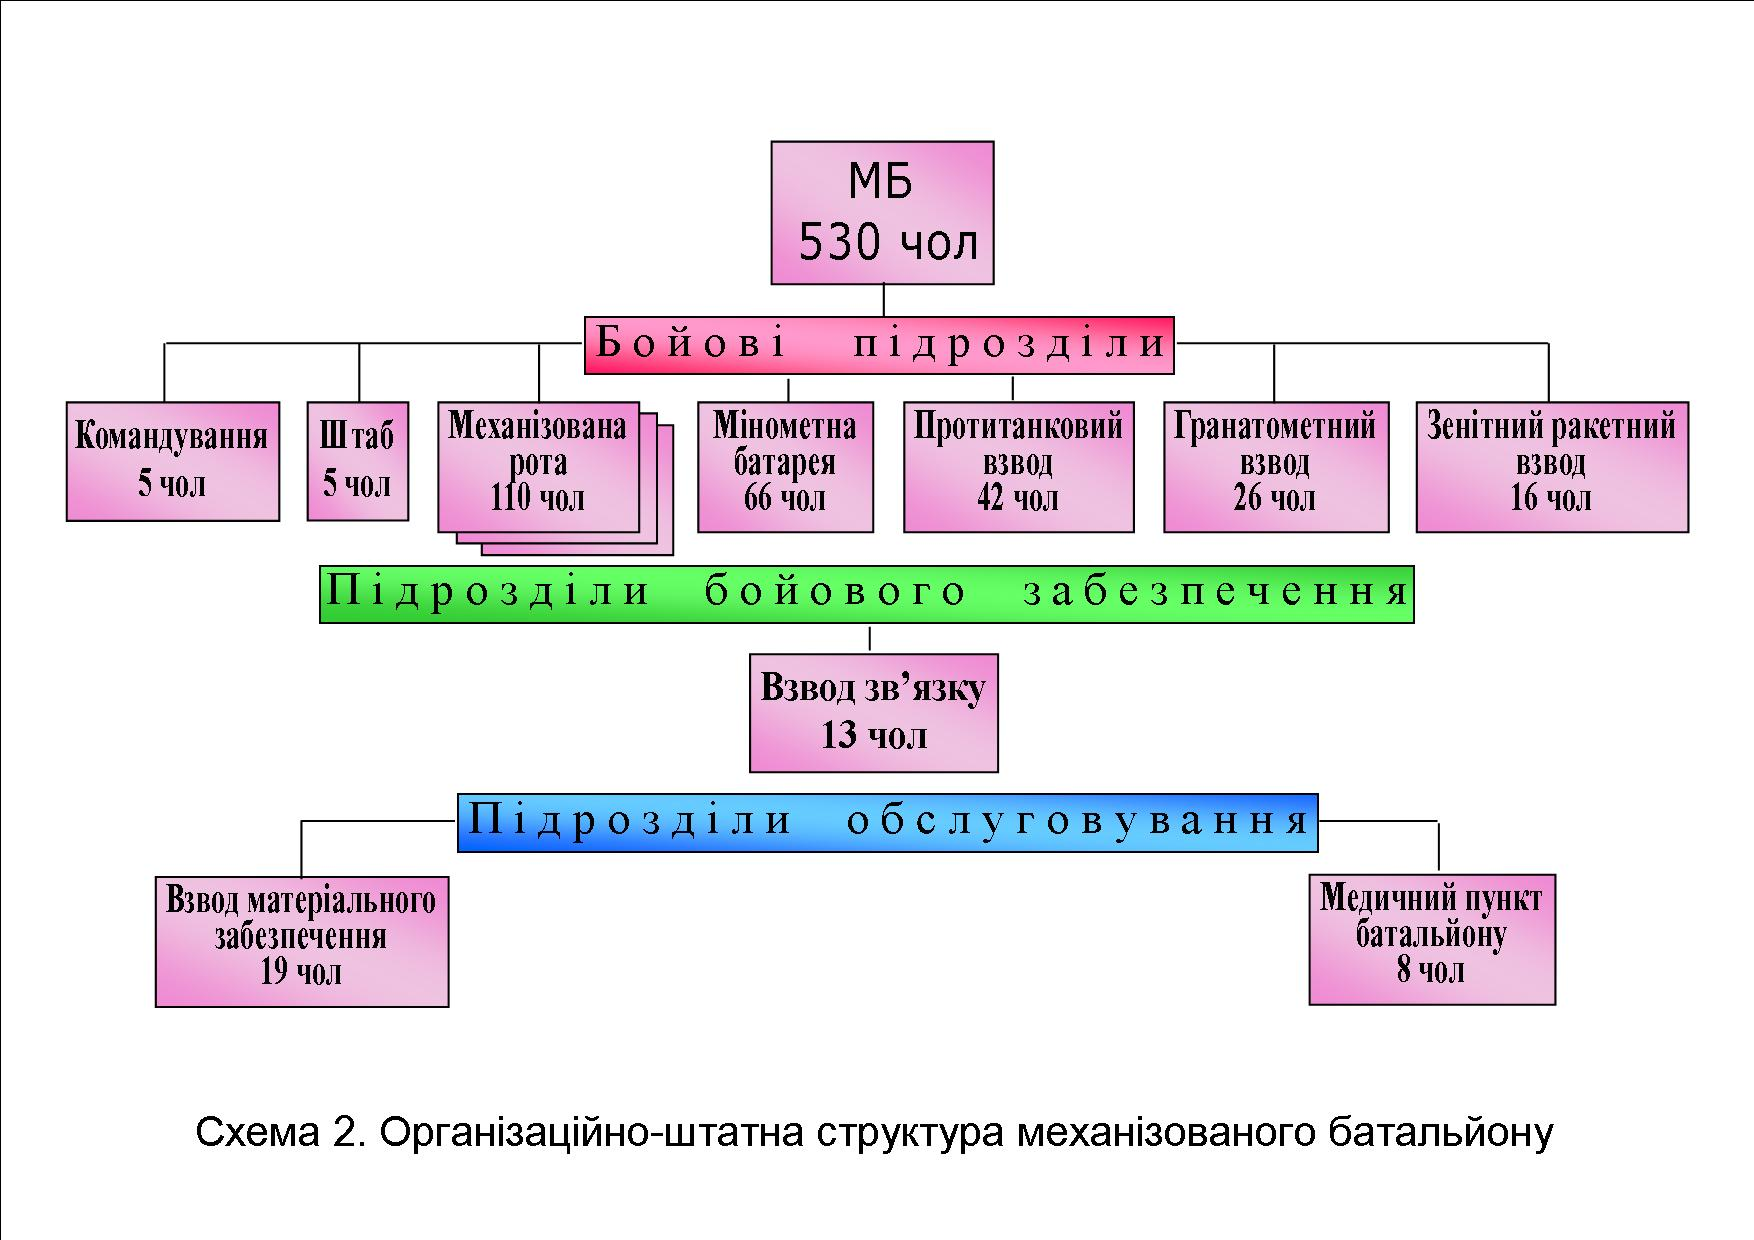 МБ
530 чол
Бойові підрозділи
Командування
5 чол
Штаб
5 чол
Механізована
рота
110 чол
Мінометна
батарея
66 чол
Протитанковий
взвод
42 чол
Гранатометний
взвод
26 чол
Зенітний ракетний
взвод
16 чол
Підрозділи бойового забезпечення
Взвод зв’язку
13 чол
Підрозділи обслуговування
Взвод матеріального
забезпечення
19 чол
Медичний пункт
батальйону
8 чол
Схема 2. Організаційно-штатна структура механізованого батальйону